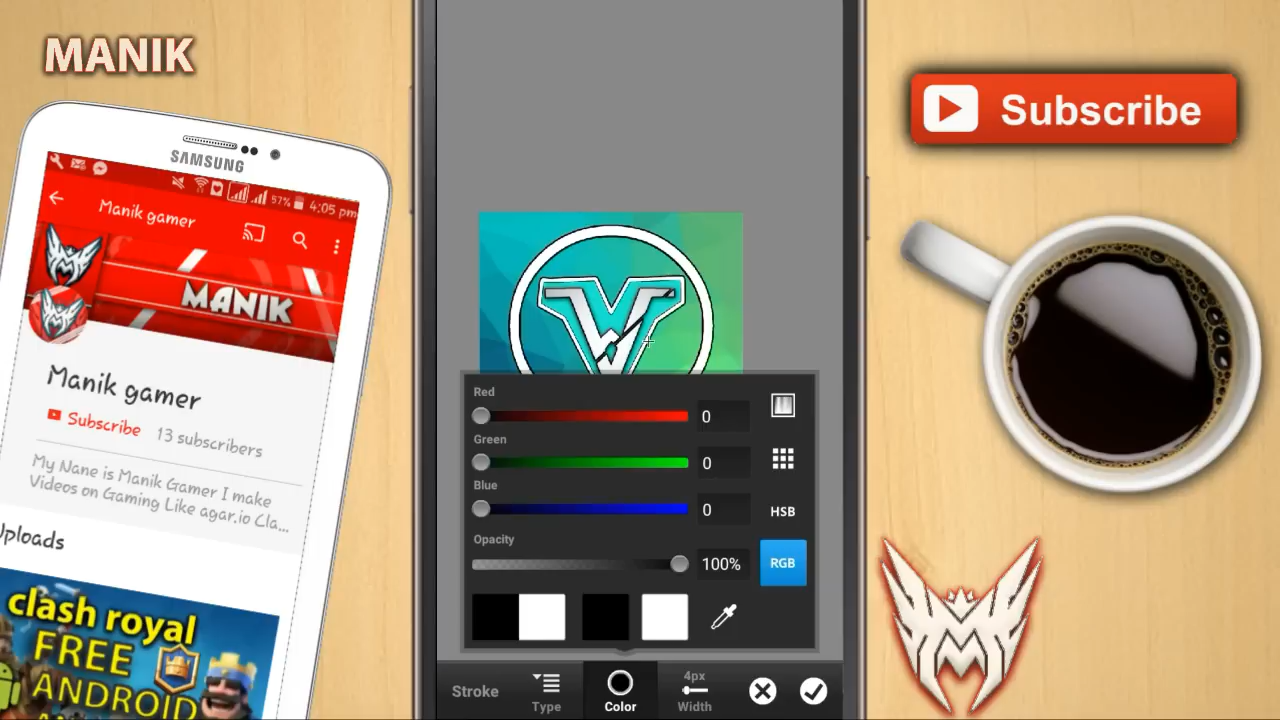 MANIK
SAMSUNG
57% 4:05 pm
Manik gamer
MANIK
Manik gamer
Subscribe 13 subscribers
My Nane is Manik Gamer I make
Videos on Gaming Like agar.io Cla...
Uploads
clash royal
FREE
ANDROID
Red
0
Green
0
Blue
0
HSB
Opacity
100%
RGB
Stroke
Type
Color
4px
Width
Subscribe